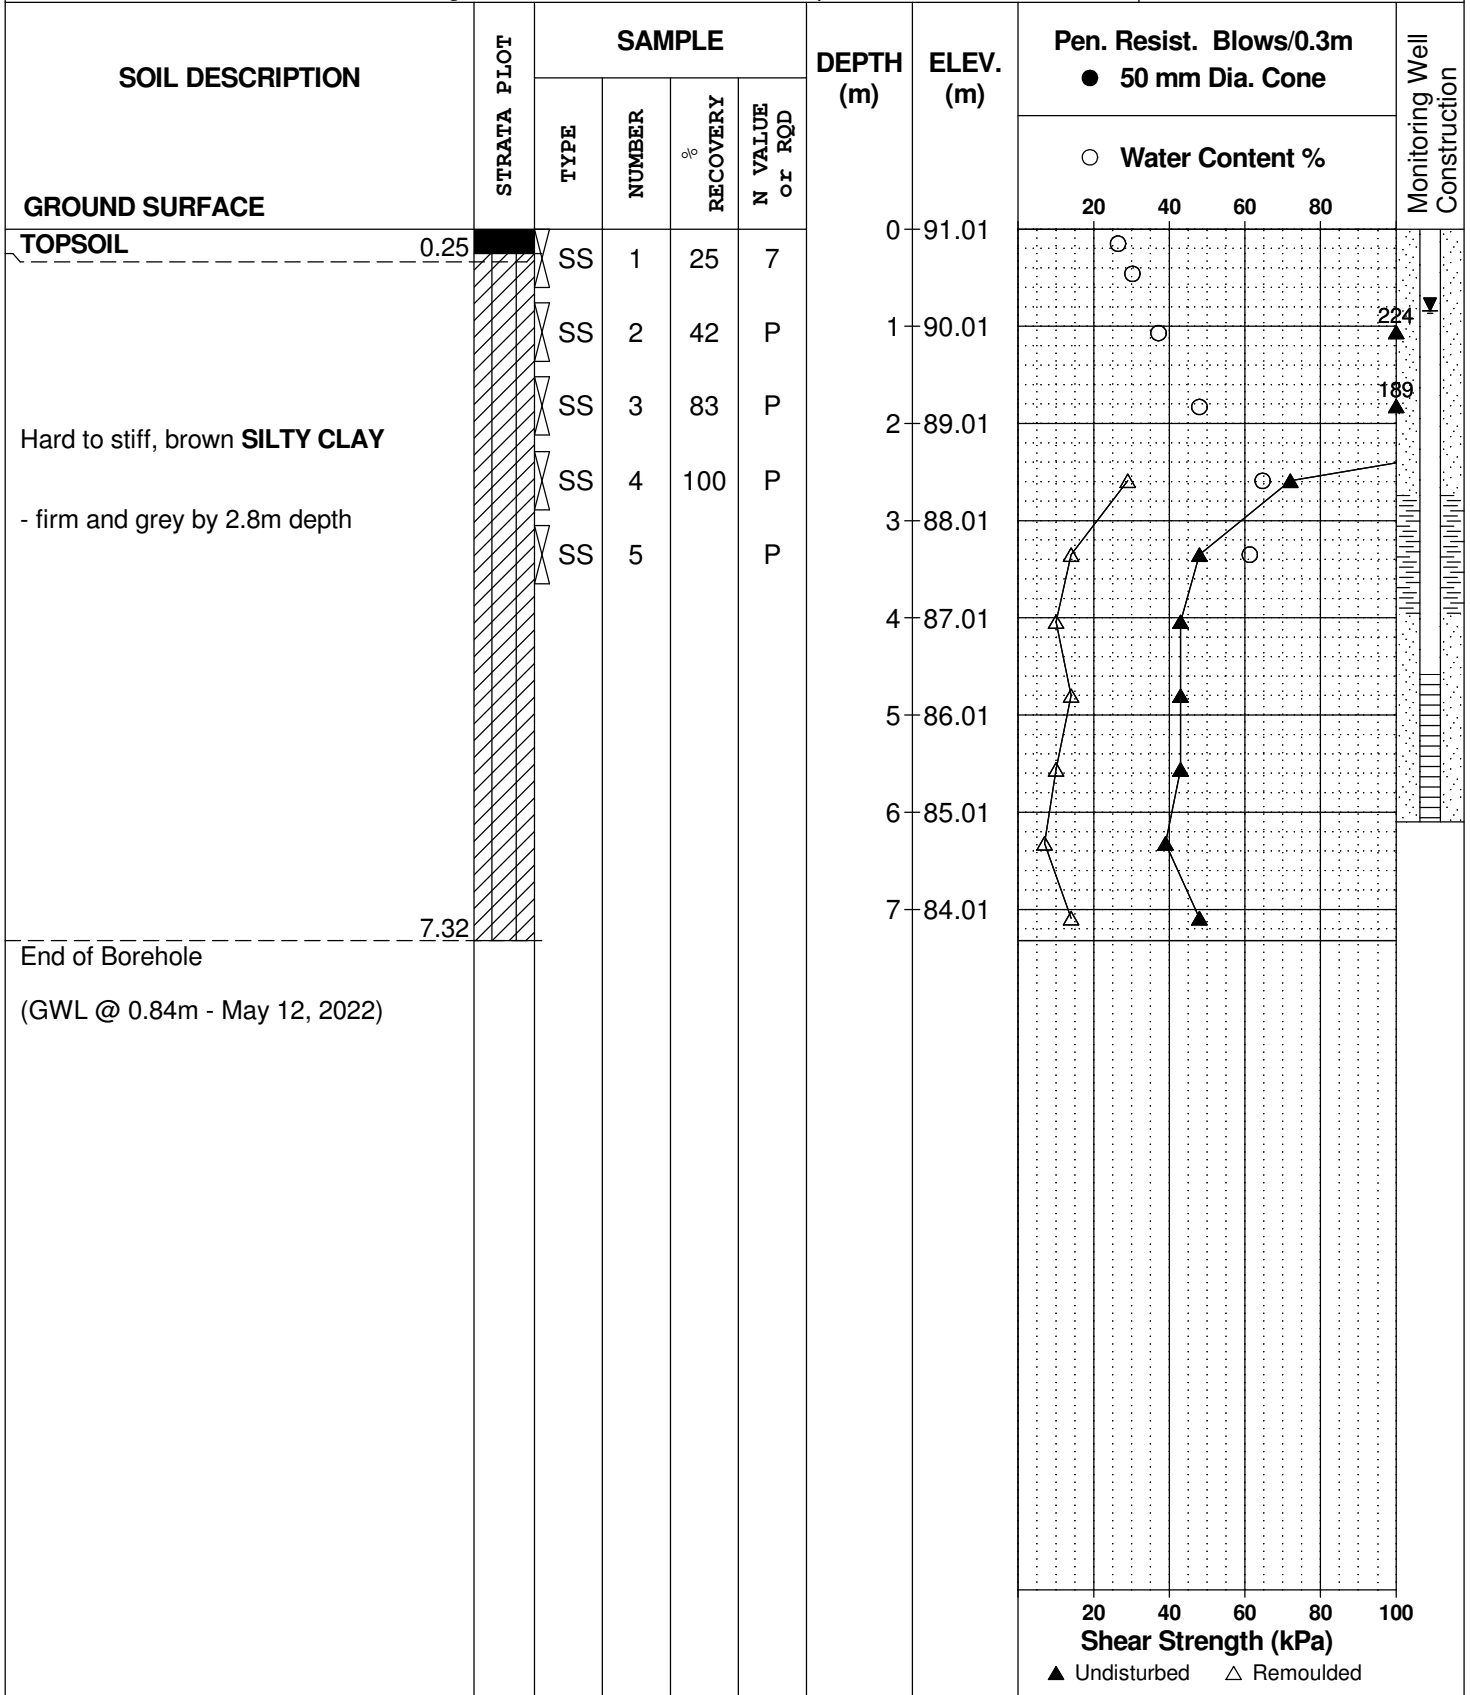 SOIL DESCRIPTION
GROUND SURFACE
STRATA PLOT
SAMPLE
TYPE
NUMBER
%
RECOVERY
N VALUE
or RQD
DEPTH
(m)
ELEV.
(m)
Pen. Resist. Blows/0.3m
● 50 mm Dia. Cone
○ Water Content %
20 40 60 80
Monitoring Well
Construction
TOPSOIL 0.25
Hard to stiff, brown SILTY CLAY
- firm and grey by 2.8m depth
7.32
End of Borehole
(GWL @ 0.84m - May 12, 2022)
SS 1 25 7
SS 2 42 P
SS 3 83 P
SS 4 100 P
SS 5 P
0 91.01
1 90.01
2 89.01
3 88.01
4 87.01
5 86.01
6 85.01
7 84.01
224
189
20 40 60 80 100
Shear Strength (kPa)
▲ Undisturbed △ Remoulded